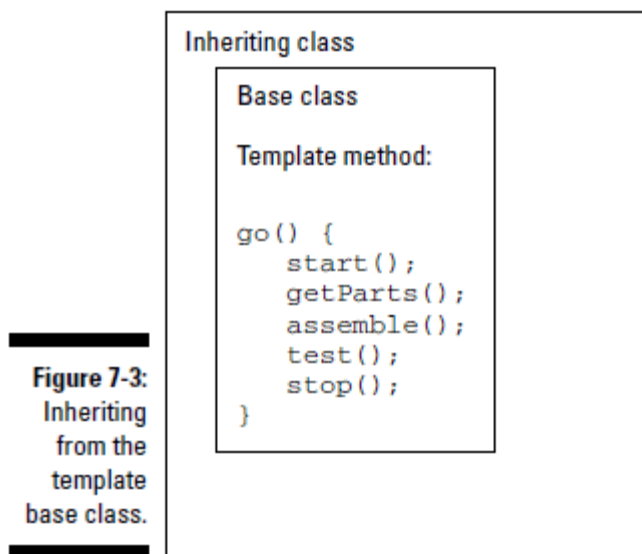 Inheriting class
Base class
Template method:
go() {
start();
getParts();
assemble();
test();
stop();
}
Figure 7-3:
Inheriting
from the
template
base class.